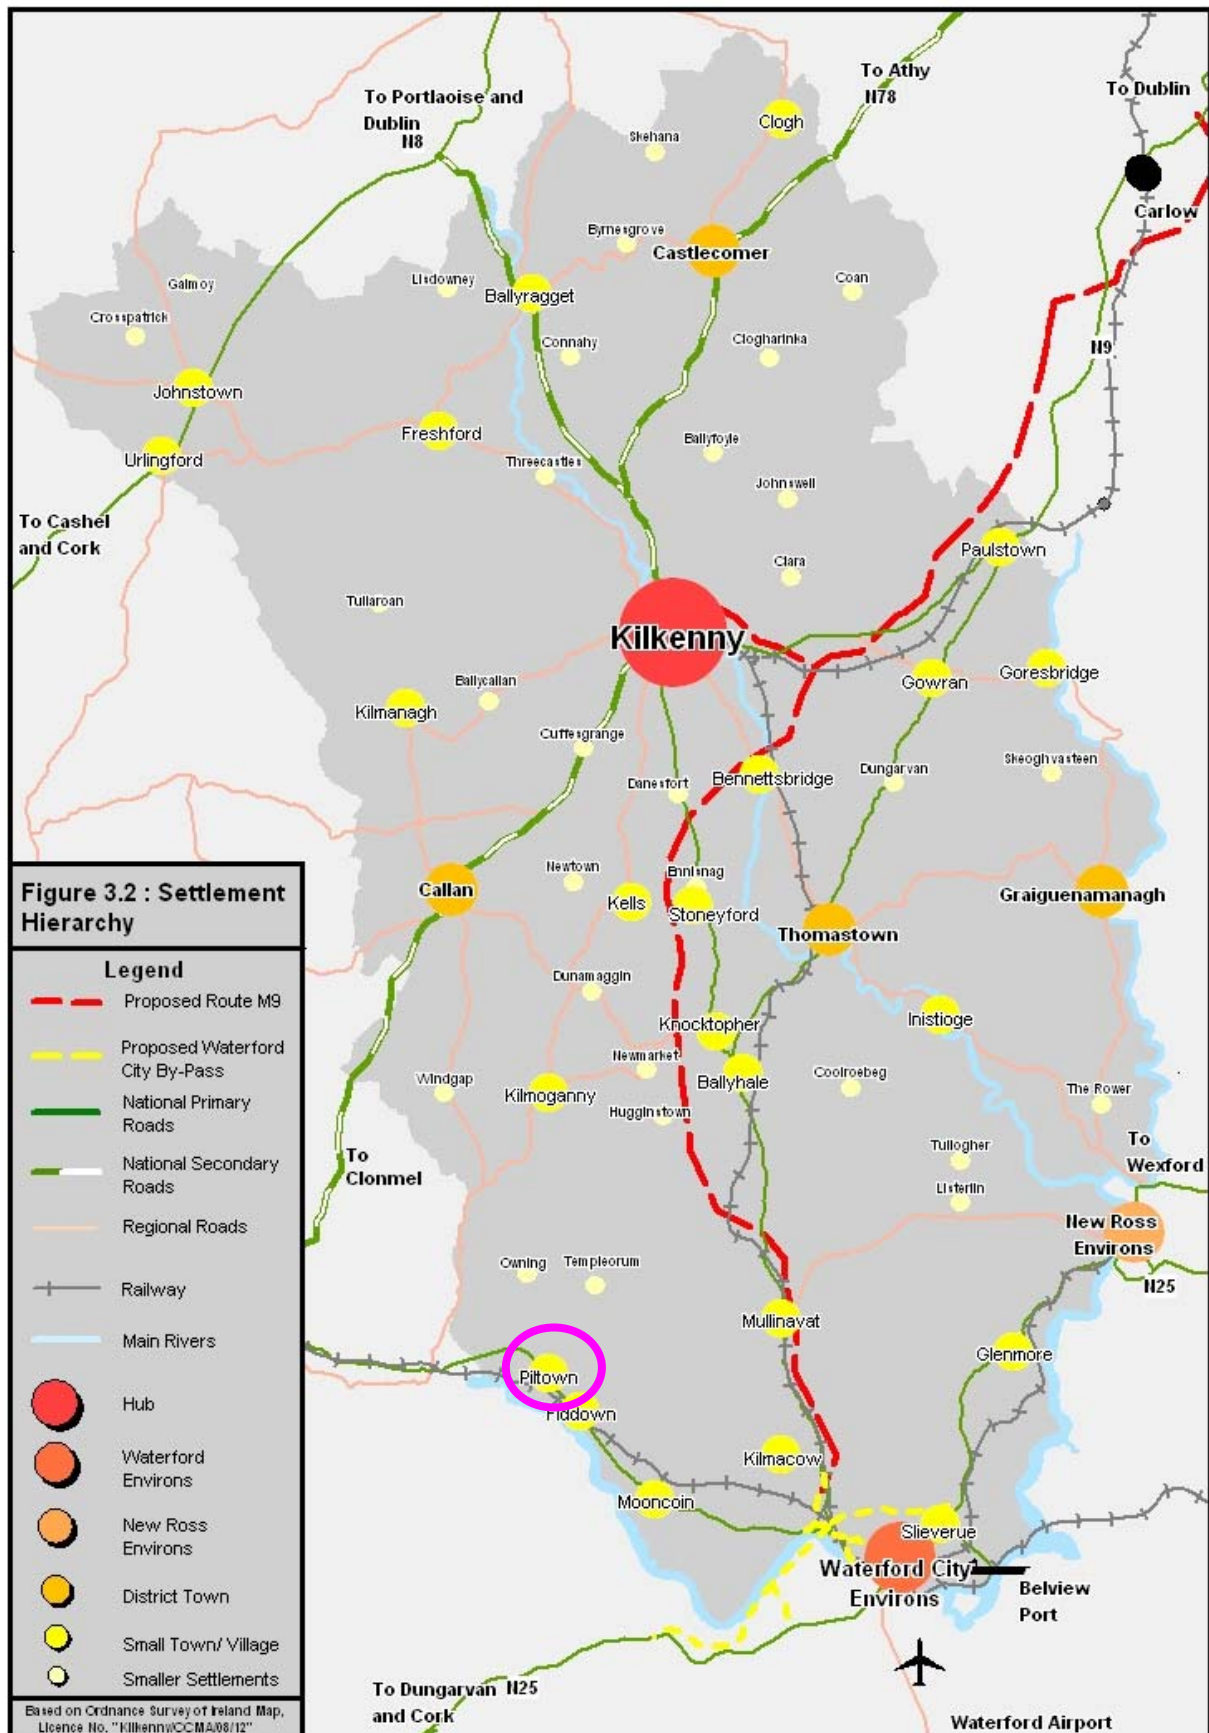 To Athy
N78
To Portlaoise and
Dublin
N8
To Dublin
Clogh
Skehana
Carlow
Byrnesgrove
Castlecomer
Coan
Galmoy
Lisdowney
Ballyragget
Crosspatrick
Connahy
Clogharinka
N9
Johnstown
Freshford
Ballyfoyle
Urlingford
Threecastles
Johnswell
To Cashel
and Cork
Paulstown
Clara
Tullaroan
Kilkenny
Ballycallan
Gowran
Goresbridge
Kilmanagh
Cuffesgrange
Danesfort
Bennettsbridge
Dungarvan
Skeoghvasteen
Newtown
Ennisnag
Callan
Kells
Stoneyford
Graiguenamanagh
Thomastown
Dunamaggin
Knocktopher
Inistioge
Newmarket
Windgap
Kilmoganny
Ballyhale
Coolroebeg
The Rower
Hugginstown
To
Clonmel
Tullogher
To
Wexford
Listerlin
New Ross
Environs
N25
Owning
Templeorum
Mullinavat
Glenmore
Piltown
Fiddown
Kilmacow
Mooncoin
Slieverue
Waterford City
Environs
Belview
Port
To Dungarvan
and Cork
N25
Waterford Airport
Figure 3.2 : Settlement
Hierarchy
Legend
Proposed Route M9
Proposed Waterford
City By-Pass
National Primary
Roads
National Secondary
Roads
Regional Roads
Railway
Main Rivers
Hub
Waterford
Environs
New Ross
Environs
District Town
Small Town/ Village
Smaller Settlements
Based on Ordnance Survey of Ireland Map,
Licence No. "Kilkenny/CCMA/08/12"